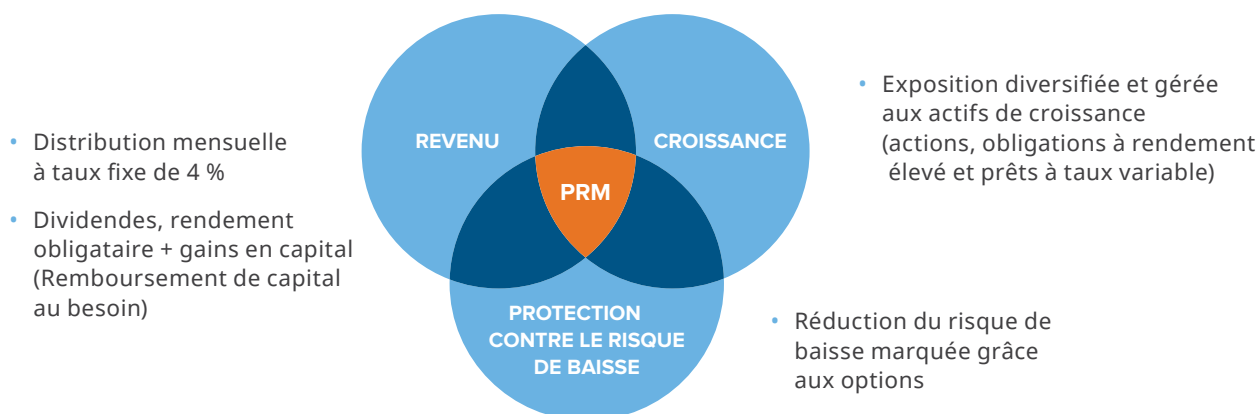 • Distribution mensuelle
à taux fixe de 4 %
• Dividendes, rendement
obligataire + gains en capital
(Remboursement de capital
au besoin)
REVENU
CROISSANCE
PRM
PROTECTION
CONTRE LE RISQUE
DE BAISSE
• Exposition diversifiée et gérée
aux actifs de croissance
(actions, obligations à rendement
élevé et prêts à taux variable)
• Réduction du risque de
baisse marquée grâce
aux options